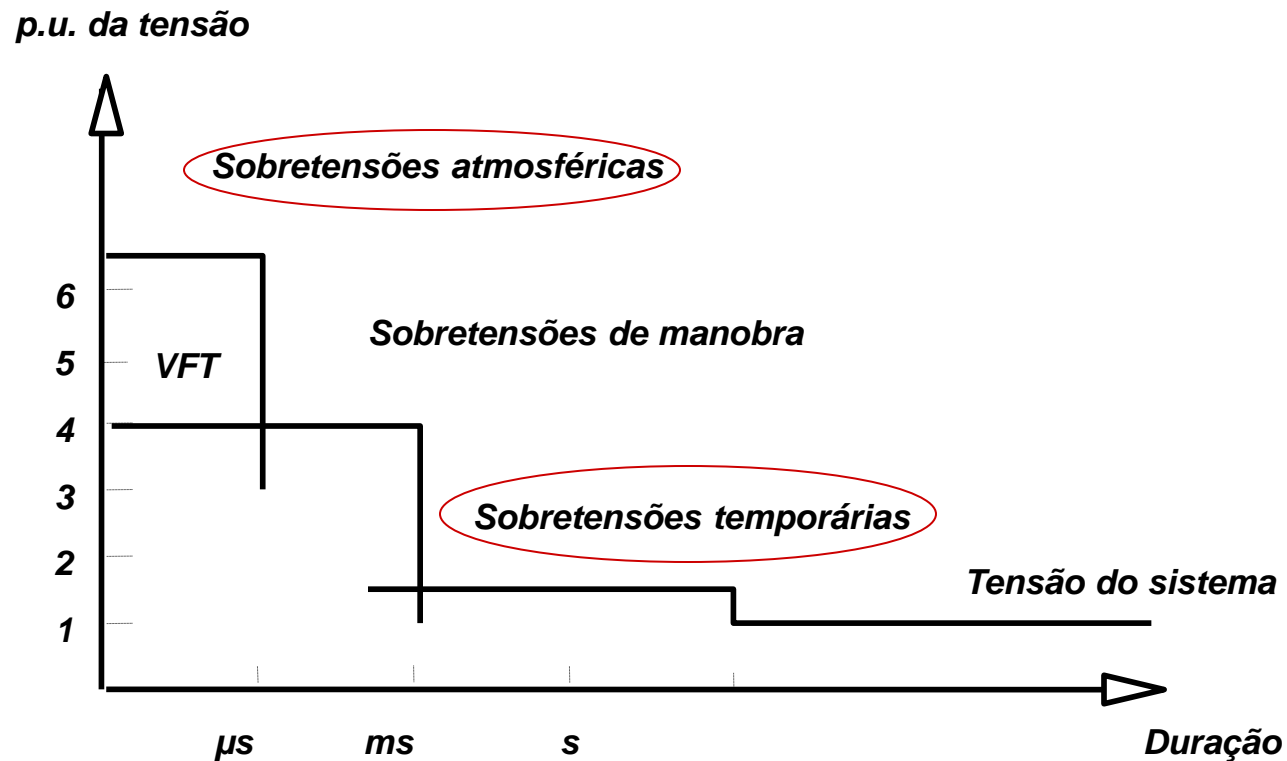 p.u. da tensão
Sobretensões atmosféricas
6
Sobretensões de manobra
5
VFT
4
3
Sobretensões temporárias
2
Tensão do sistema
1
µs
ms
s
Duração